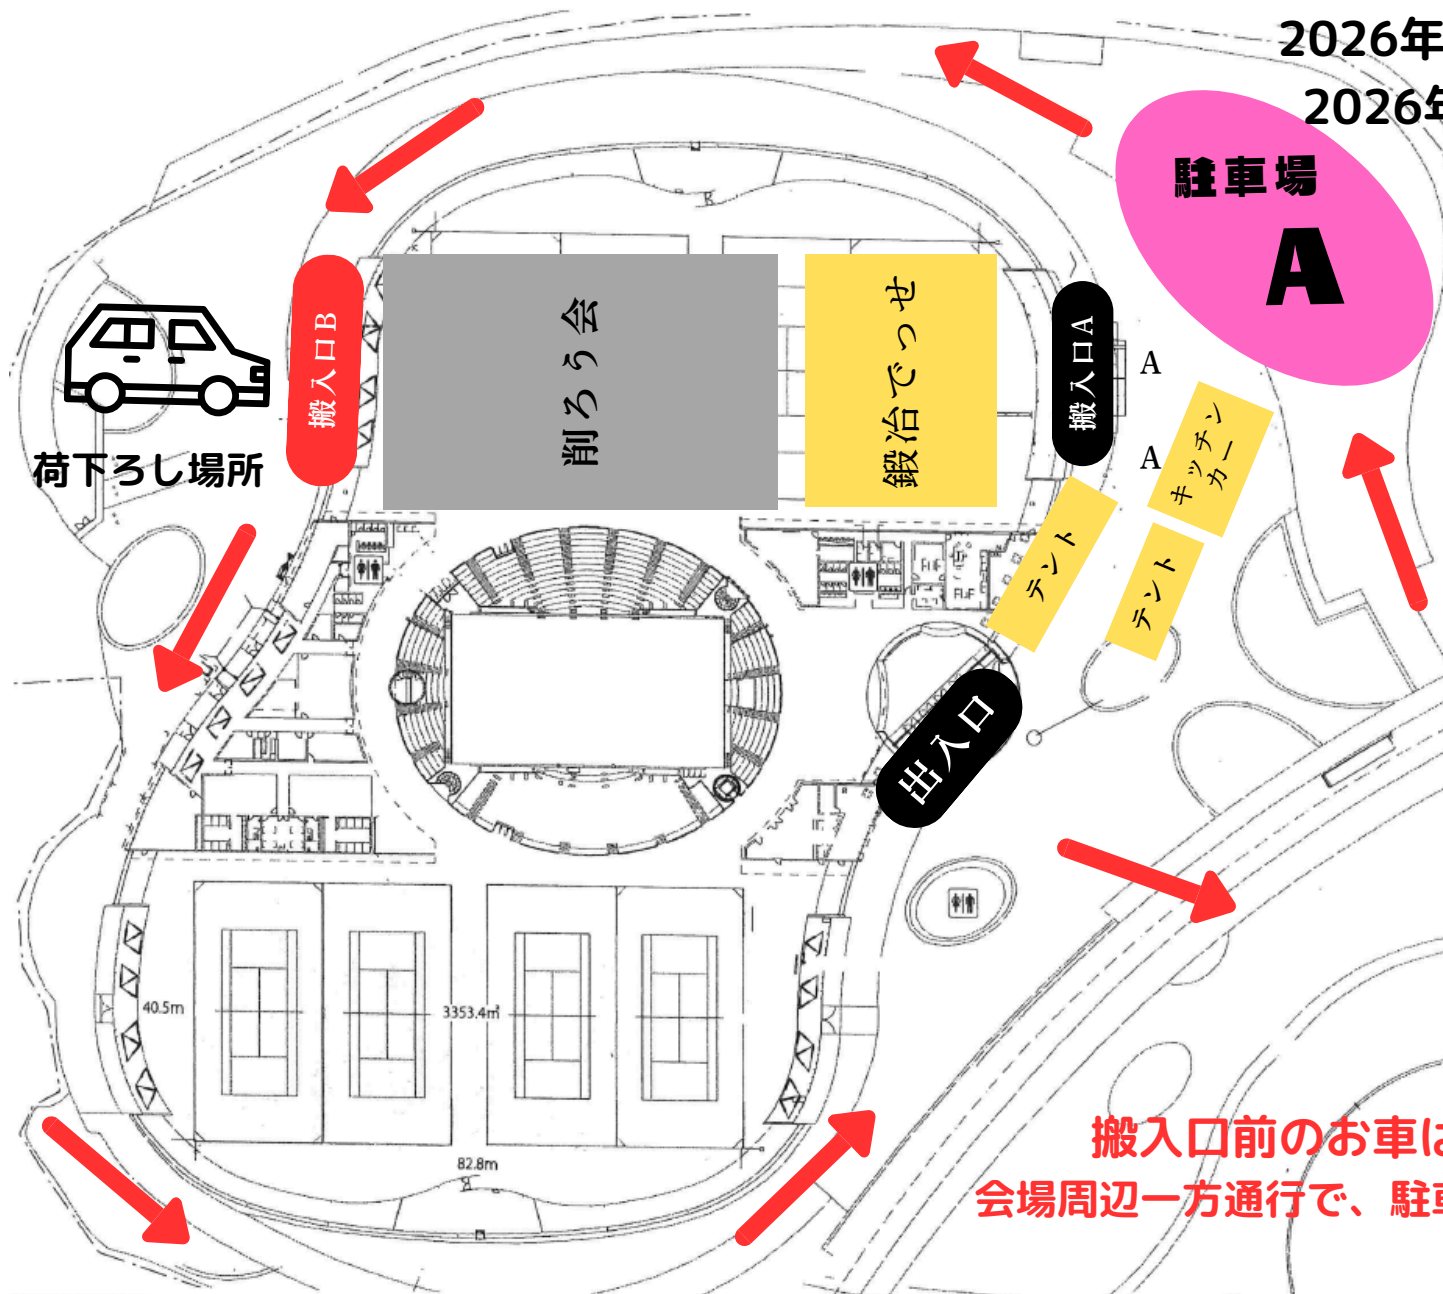 2026年
2026年
駐車場
A
搬入口B
削ろう会
鍛冶でっせ
搬入口A
A
A
キッチン
カー
荷下ろし場所
テント
テント
出入口
40.5m
3353.4㎡
82.8m
搬入口前のお車は
会場周辺一方通行で、駐車